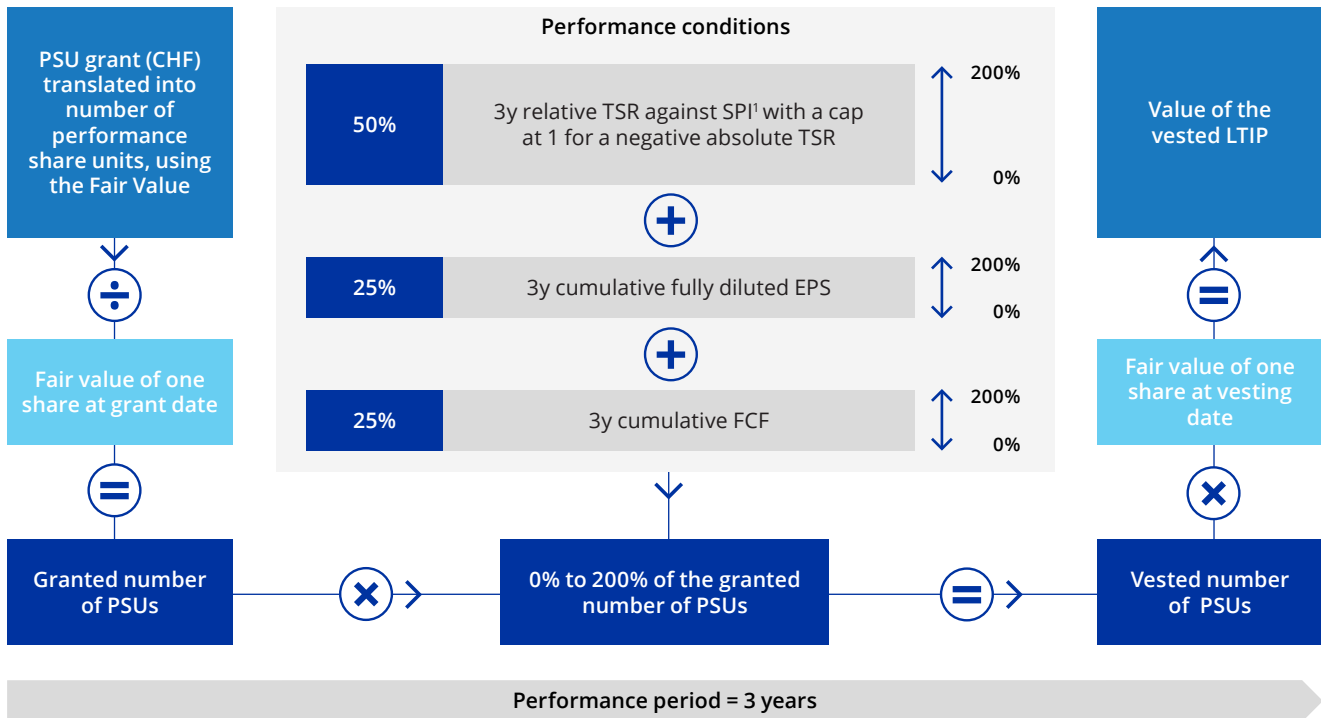 PSU grant (CHF)
translated into
number of
performance
share units, using
the Fair Value
÷
Fair value of one
share at grant date
=
Granted number
of PSUs
×
Performance conditions
50%
3y relative TSR against SPI¹ with a cap
at 1 for a negative absolute TSR
200%
0%
+
25%
3y cumulative fully diluted EPS
200%
0%
+
25%
3y cumulative FCF
200%
0%
0% to 200% of the granted
number of PSUs
=
Value of the
vested LTIP
=
Fair value of one
share at vesting
date
×
Vested number
of PSUs
Performance period = 3 years